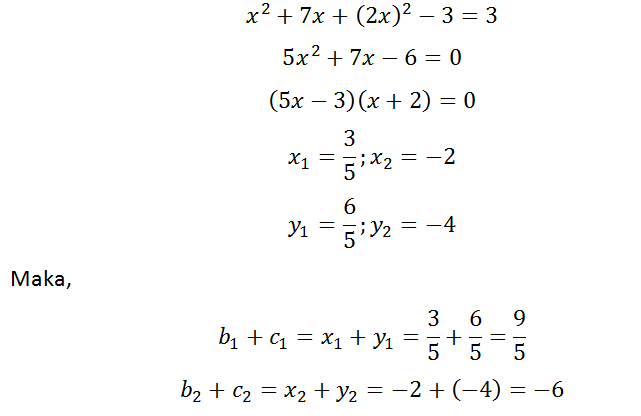 x² + 7x + (2x)² − 3 = 3
5x² + 7x − 6 = 0
(5x − 3)(x + 2) = 0
x₁ = 3/5; x₂ = −2
y₁ = 6/5; y₂ = −4
Maka,
b₁ + c₁ = x₁ + y₁ = 3/5 + 6/5 = 9/5
b₂ + c₂ = x₂ + y₂ = −2 + (−4) = −6